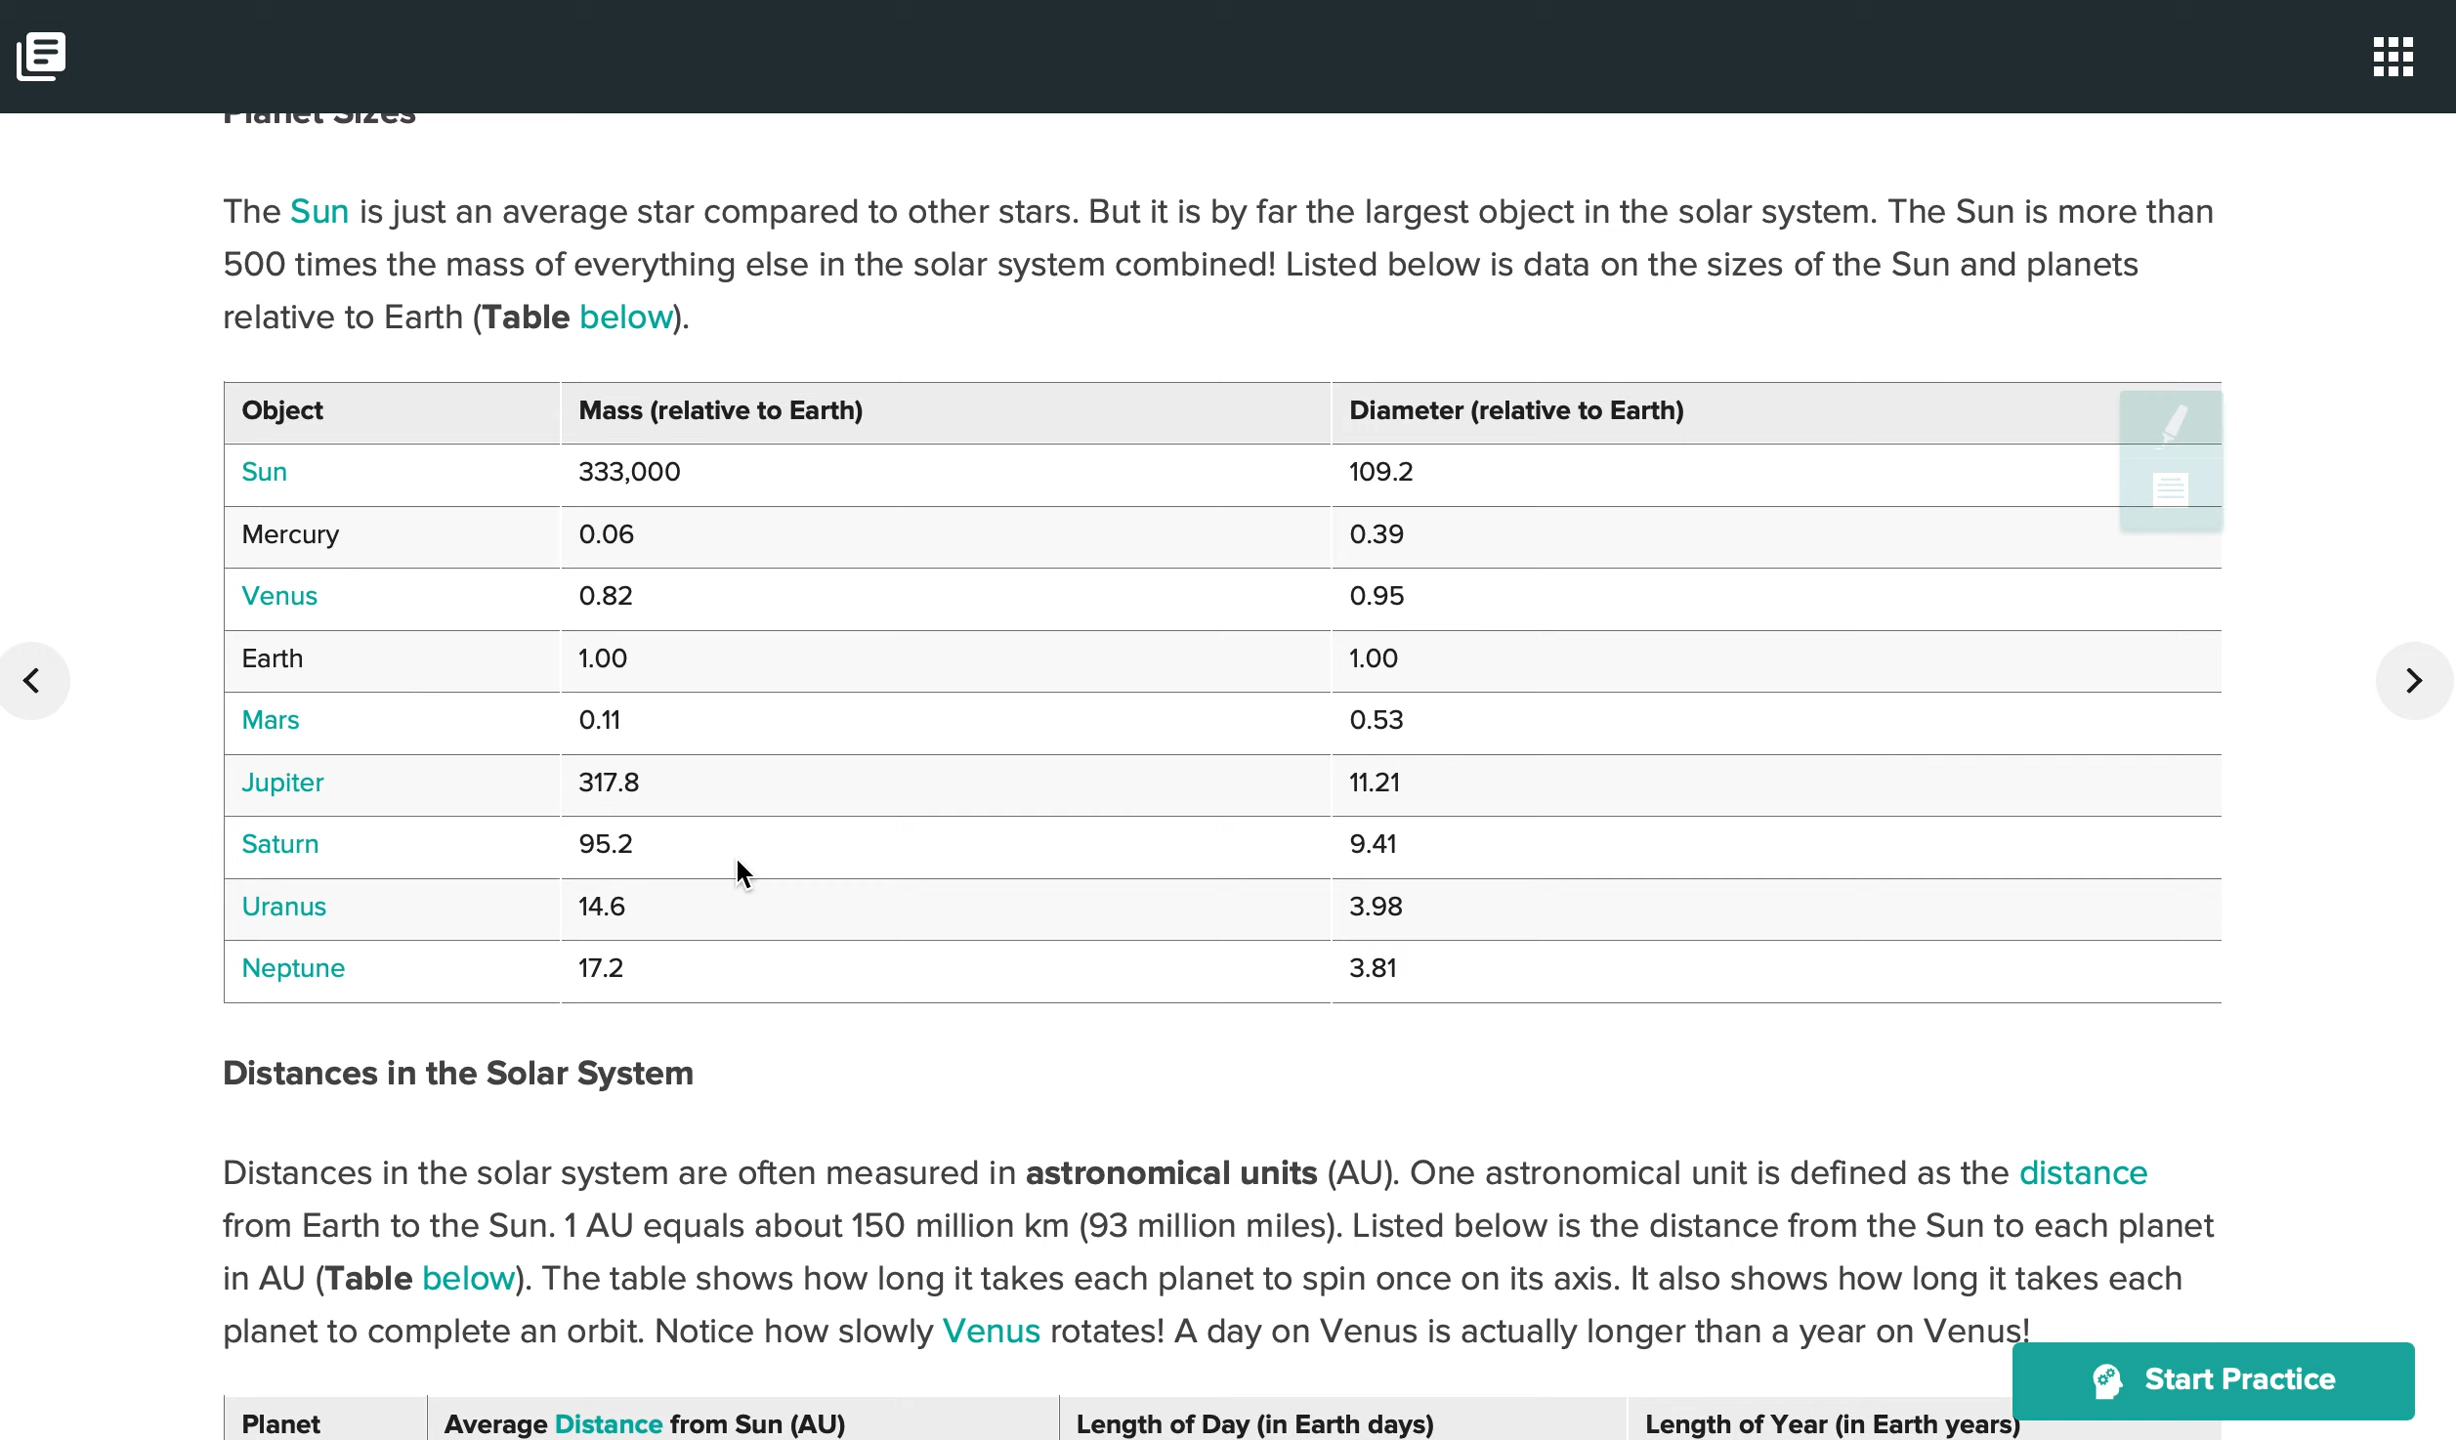 Planet Sizes
The Sun is just an average star compared to other stars. But it is by far the largest object in the solar system. The Sun is more than
500 times the mass of everything else in the solar system combined! Listed below is data on the sizes of the Sun and planets
relative to Earth (Table below).
Object Mass (relative to Earth) Diameter (relative to Earth)
Sun 333,000 109.2
Mercury 0.06 0.39
Venus 0.82 0.95
Earth 1.00 1.00
Mars 0.11 0.53
Jupiter 317.8 11.21
Saturn 95.2 9.41
Uranus 14.6 3.98
Neptune 17.2 3.81
Distances in the Solar System
Distances in the solar system are often measured in astronomical units (AU). One astronomical unit is defined as the distance
from Earth to the Sun. 1 AU equals about 150 million km (93 million miles). Listed below is the distance from the Sun to each planet
in AU (Table below). The table shows how long it takes each planet to spin once on its axis. It also shows how long it takes each
planet to complete an orbit. Notice how slowly Venus rotates! A day on Venus is actually longer than a year on Venus!
Start Practice
Planet Average Distance from Sun (AU) Length of Day (in Earth days) Length of Year (in Earth years)